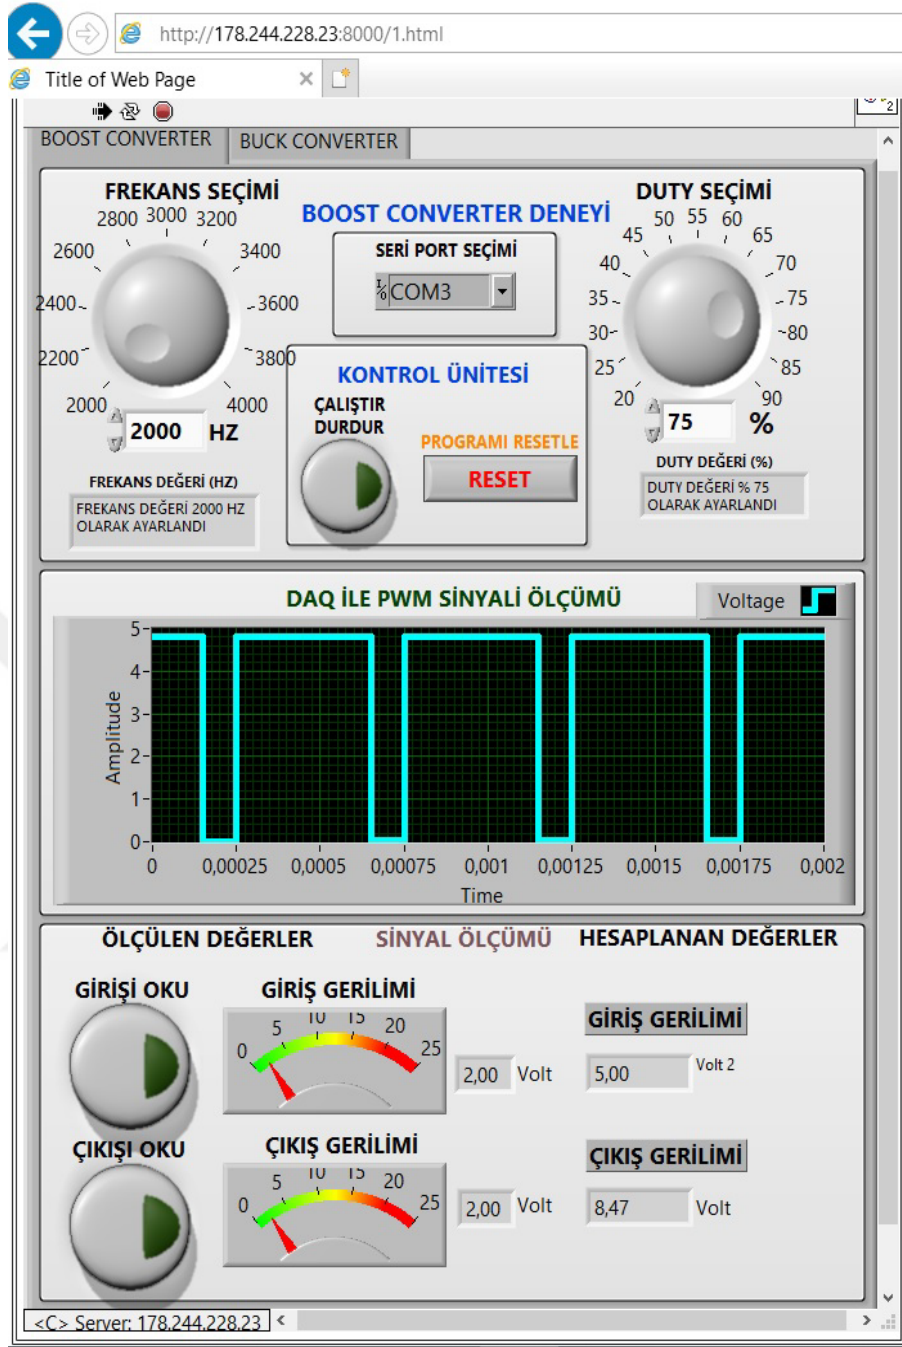 http://178.244.228.23:8000/1.html
Title of Web Page
2
BOOST CONVERTER
BUCK CONVERTER
FREKANS SEÇİMİ
2000
2200
2400
2600
2800
3000
3200
3400
3600
3800
4000
2000 HZ
FREKANS DEĞERİ (HZ)
FREKANS DEĞERİ 2000 HZ
OLARAK AYARLANDI
BOOST CONVERTER DENEYİ
SERİ PORT SEÇİMİ
COM3
KONTROL ÜNİTESİ
ÇALIŞTIR
DURDUR
PROGRAMI RESETLE
RESET
DUTY SEÇİMİ
20
25
30
35
40
45
50
55
60
65
70
75
80
85
90
75 %
DUTY DEĞERİ (%)
DUTY DEĞERİ % 75
OLARAK AYARLANDI
DAQ İLE PWM SİNYALİ ÖLÇÜMÜ
Voltage
Amplitude
5
4
3
2
1
0
0 0,00025 0,0005 0,00075 0,001 0,00125 0,0015 0,00175 0,002
Time
ÖLÇÜLEN DEĞERLER
SİNYAL ÖLÇÜMÜ
HESAPLANAN DEĞERLER
GİRİŞİ OKU
GİRİŞ GERİLİMİ
0 5 10 15 20 25
2,00 Volt
GİRİŞ GERİLİMİ
5,00 Volt 2
ÇIKIŞI OKU
ÇIKIŞ GERİLİMİ
0 5 10 15 20 25
2,00 Volt
ÇIKIŞ GERİLİMİ
8,47 Volt
<C> Server: 178.244.228.23